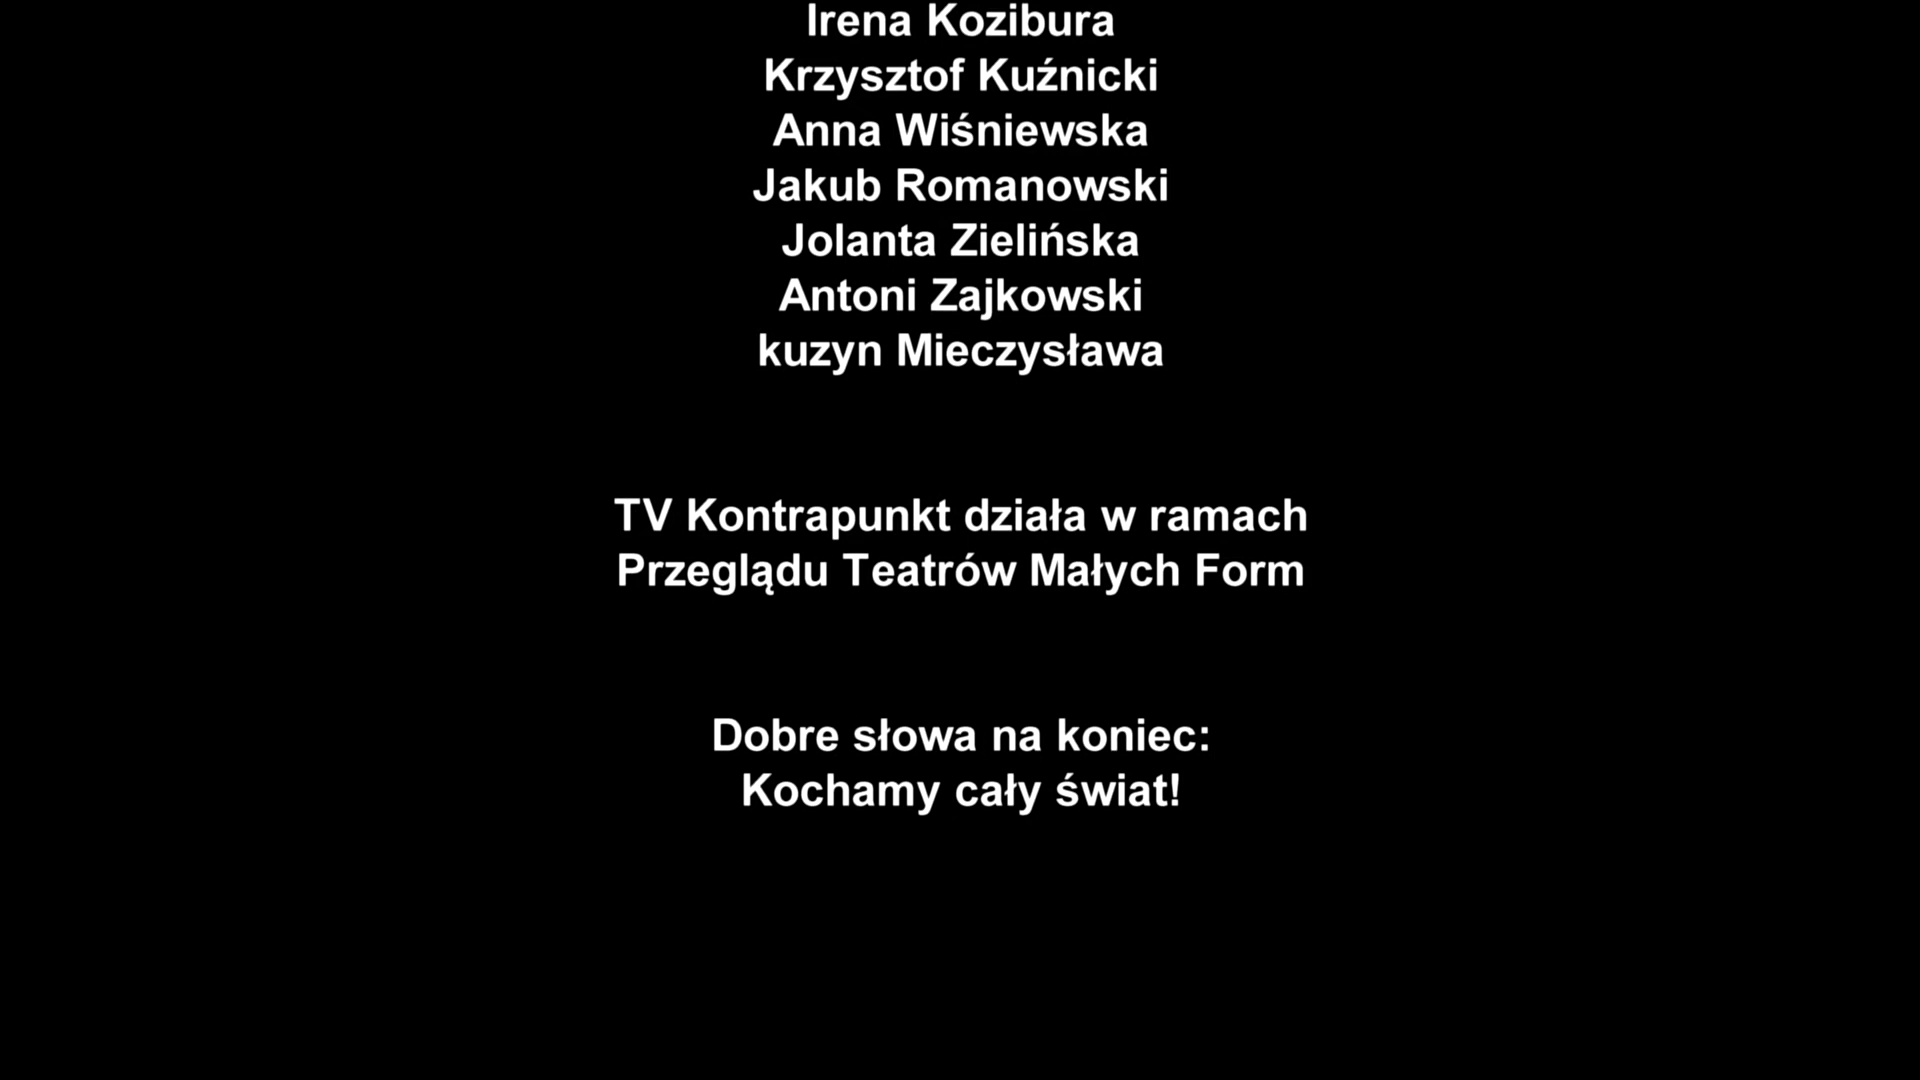 Irena Kozibura
Krzysztof Kuźnicki
Anna Wiśniewska
Jakub Romanowski
Jolanta Zielińska
Antoni Zajkowski
kuzyn Mieczysława
TV Kontrapunkt działa w ramach
Przeglądu Teatrów Małych Form
Dobre słowa na koniec:
Kochamy cały świat!